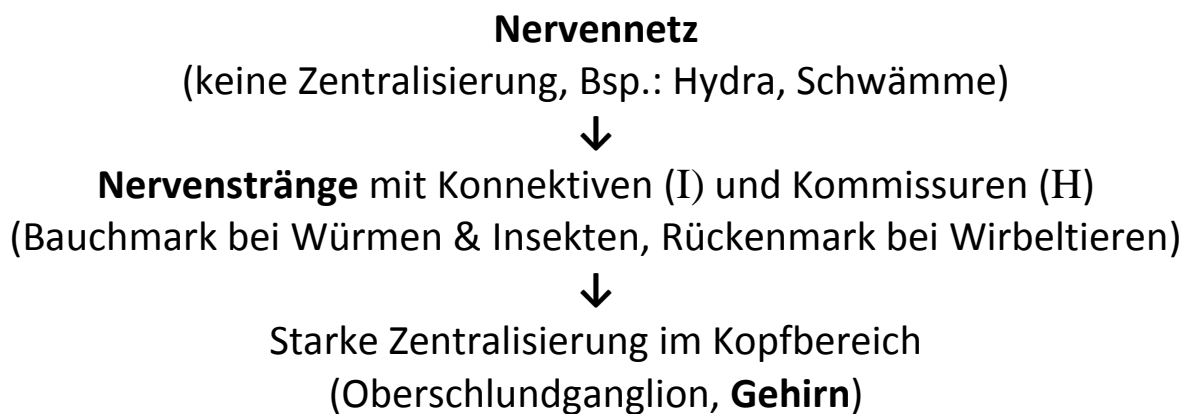 Nervennetz
(keine Zentralisierung, Bsp.: Hydra, Schwämme)
↓
Nervenstränge mit Konnektiven (I) und Kommissuren (H)
(Bauchmark bei Würmen & Insekten, Rückenmark bei Wirbeltieren)
↓
Starke Zentralisierung im Kopfbereich
(Oberschlundganglion, Gehirn)